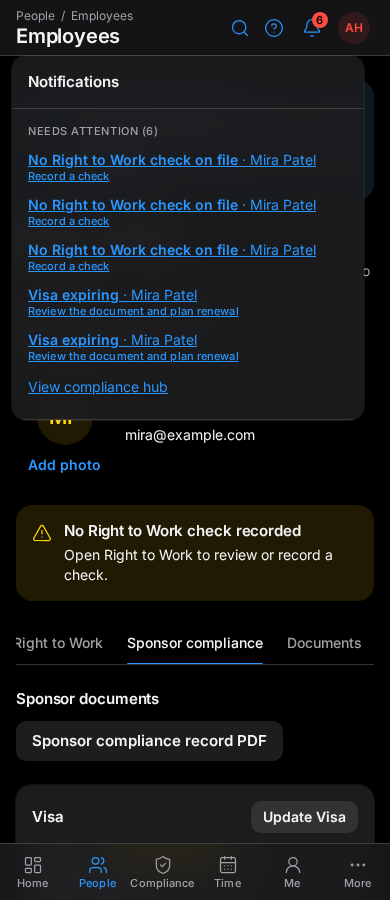 People / Employees
Employees
6
AH
Notifications
NEEDS ATTENTION (6)
No Right to Work check on file · Mira Patel
Record a check
No Right to Work check on file · Mira Patel
Record a check
No Right to Work check on file · Mira Patel
Record a check
Visa expiring · Mira Patel
Review the document and plan renewal
Visa expiring · Mira Patel
Review the document and plan renewal
View compliance hub
mira@example.com
Add photo
No Right to Work check recorded
Open Right to Work to review or record a
check.
Right to Work Sponsor compliance Documents
Sponsor documents
Sponsor compliance record PDF
Visa Update Visa
Home People Compliance Time Me More